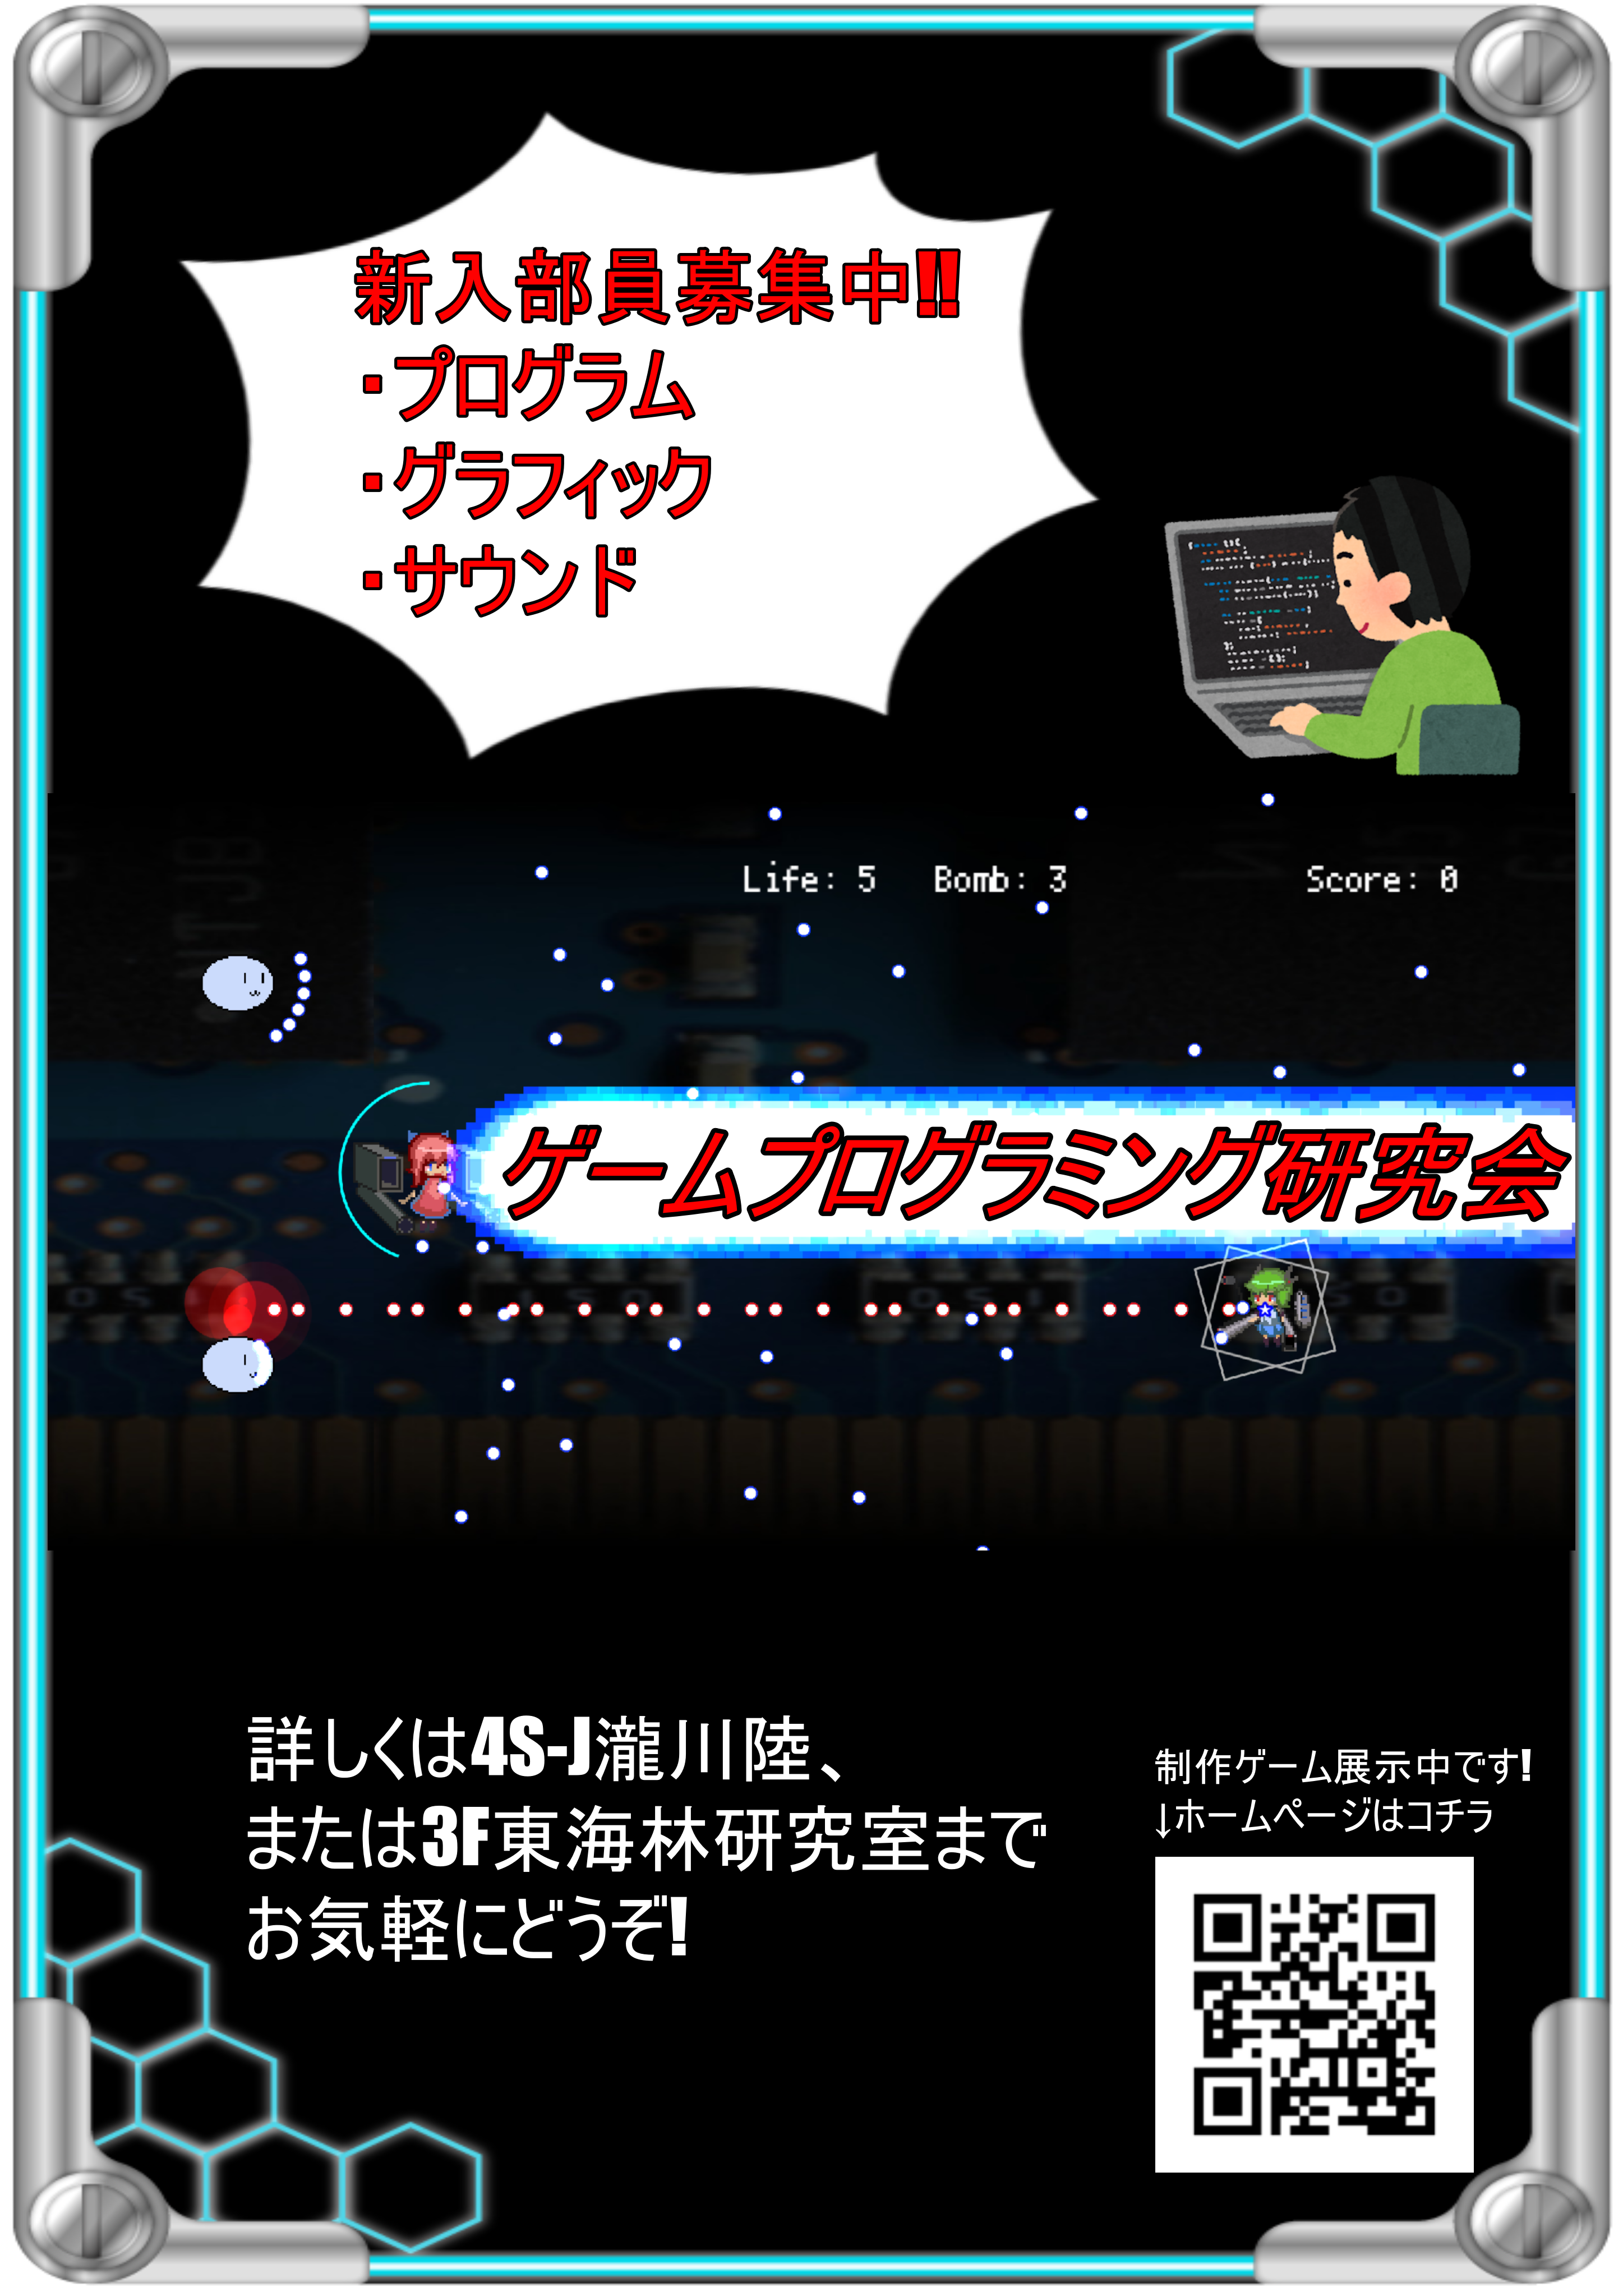 新入部員募集中!!
・プログラム
・グラフィック
・サウンド
Life: 5 Bomb: 3 Score: 0
ゲームプログラミング研究会
詳しくは4S-J瀧川陸、
または3F東海林研究室まで
お気軽にどうぞ!
制作ゲーム展示中です!
↓ホームページはコチラ